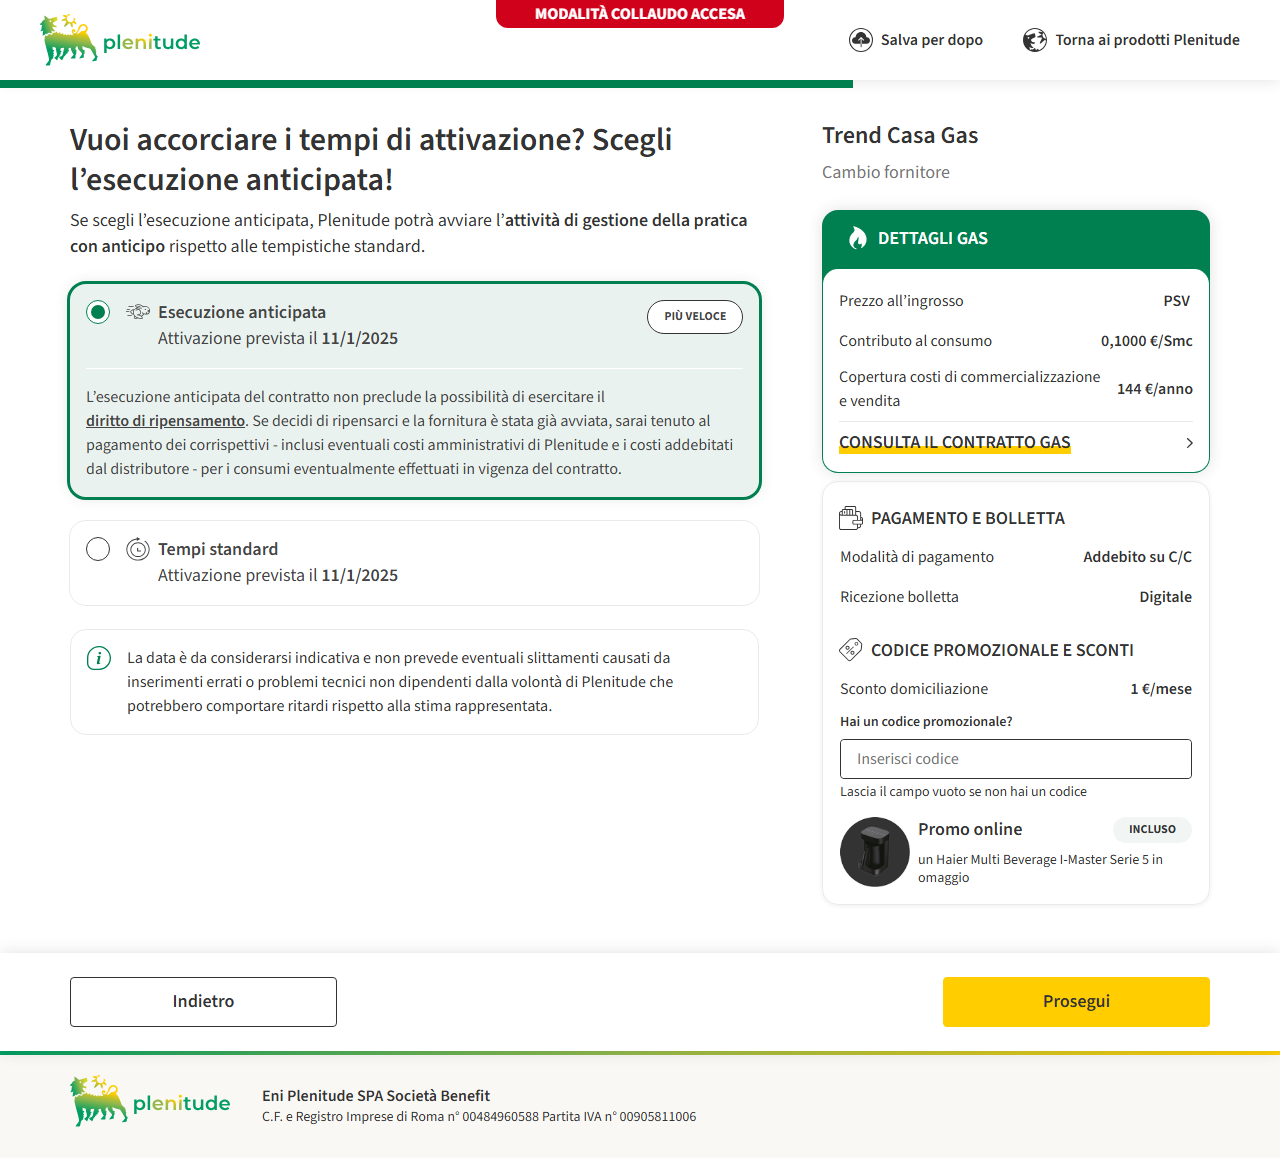 MODALITÀ COLLAUDO ACCESA
plenitude
Salva per dopo
Torna ai prodotti Plenitude
Vuoi accorciare i tempi di attivazione? Scegli
l’esecuzione anticipata!
Se scegli l’esecuzione anticipata, Plenitude potrà avviare l’attività di gestione della pratica
con anticipo rispetto alle tempistiche standard.
Esecuzione anticipata
Attivazione prevista il 11/1/2025
PIÙ VELOCE
L’esecuzione anticipata del contratto non preclude la possibilità di esercitare il
diritto di ripensamento. Se decidi di ripensarci e la fornitura è stata già avviata, sarai tenuto al
pagamento dei corrispettivi - inclusi eventuali costi amministrativi di Plenitude e i costi addebitati
dal distributore - per i consumi eventualmente effettuati in vigenza del contratto.
Tempi standard
Attivazione prevista il 11/1/2025
La data è da considerarsi indicativa e non prevede eventuali slittamenti causati da
inserimenti errati o problemi tecnici non dipendenti dalla volontà di Plenitude che
potrebbero comportare ritardi rispetto alla stima rappresentata.
Trend Casa Gas
Cambio fornitore
DETTAGLI GAS
Prezzo all’ingrosso PSV
Contributo al consumo 0,1000 €/Smc
Copertura costi di commercializzazione
e vendita 144 €/anno
CONSULTA IL CONTRATTO GAS
PAGAMENTO E BOLLETTA
Modalità di pagamento Addebito su C/C
Ricezione bolletta Digitale
CODICE PROMOZIONALE E SCONTI
Sconto domiciliazione 1 €/mese
Hai un codice promozionale?
Inserisci codice
Lascia il campo vuoto se non hai un codice
Promo online INCLUSO
un Haier Multi Beverage I-Master Serie 5 in
omaggio
Indietro
Prosegui
plenitude
Eni Plenitude SPA Società Benefit
C.F. e Registro Imprese di Roma n° 00484960588 Partita IVA n° 00905811006